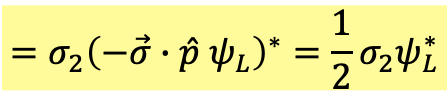 = σ₂(−σ⃗ · p̂ ψ_L)* = 1/2 σ₂ψ_L*